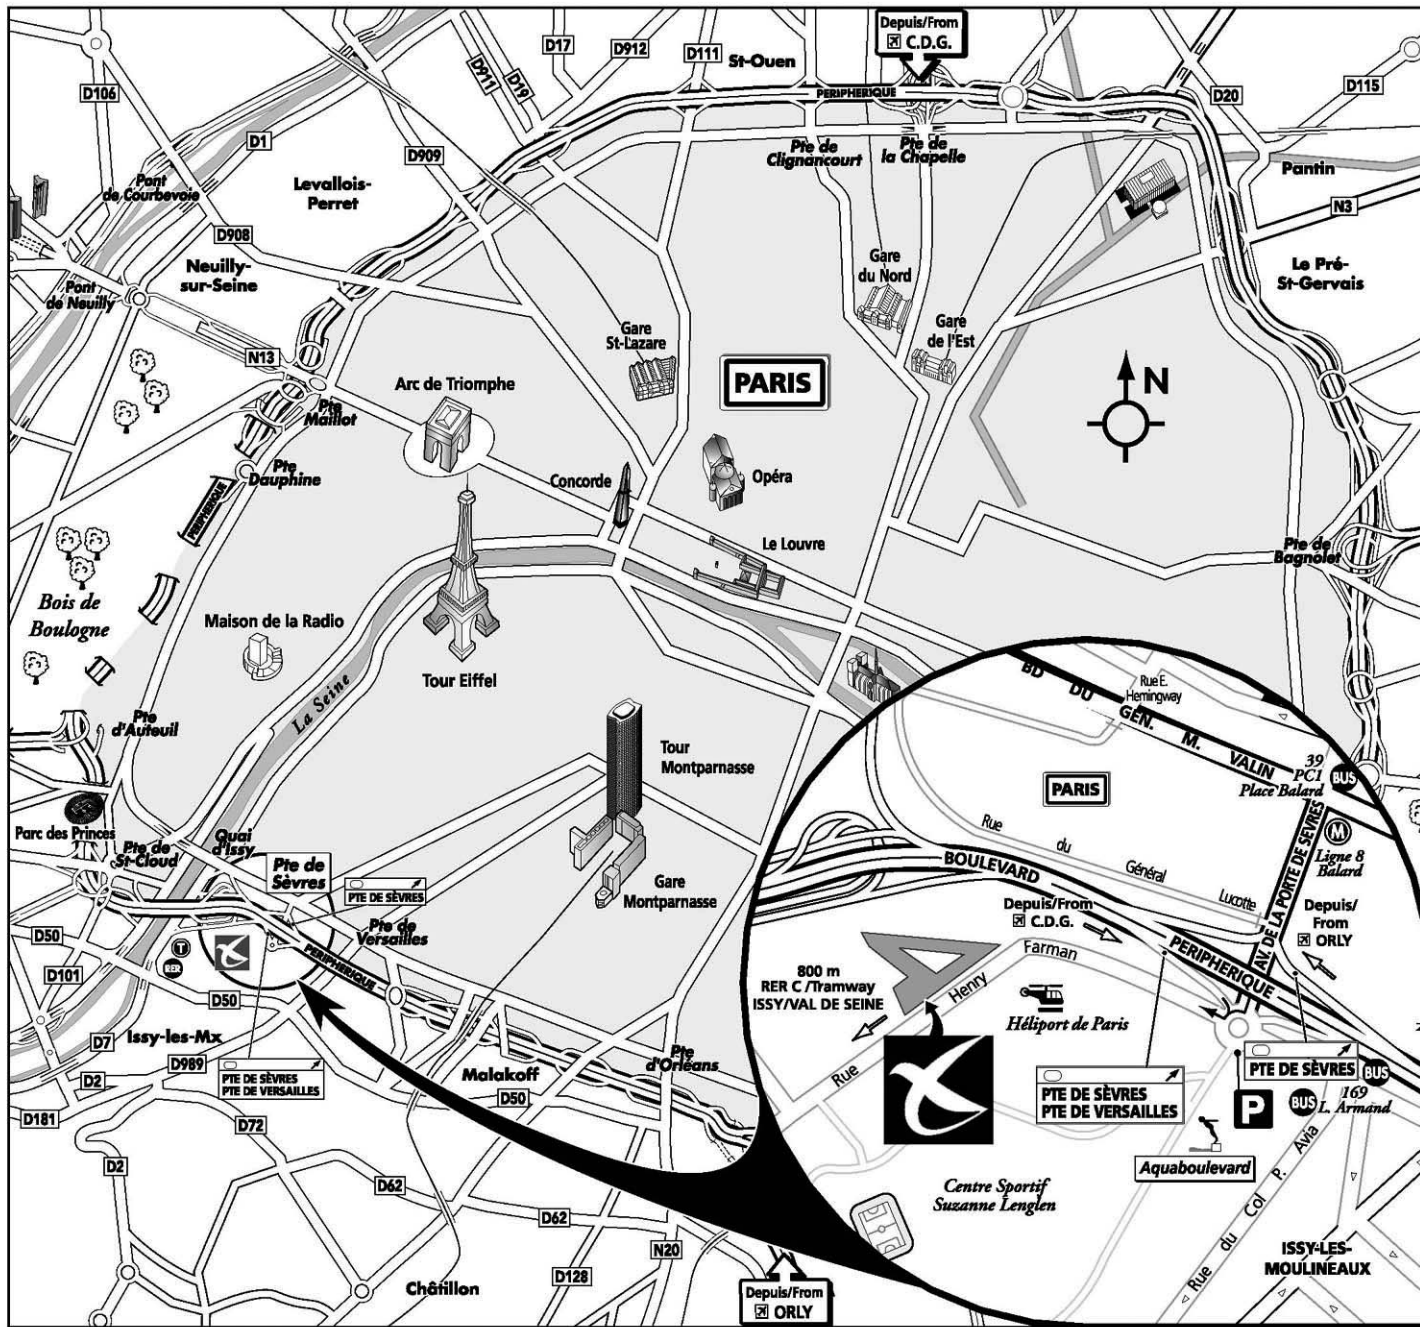 Depuis/From
C.D.G.
D17
D912
D111
St-Ouen
D911
D19
D106
PERIPHERIQUE
D20
D115
D1
D909
Pte de
Clignancourt
Pte de
la Chapelle
Pantin
Pont
de Courbevoie
Levallois-
Perret
N3
D908
Neuilly-
sur-Seine
Gare
du Nord
Le Pré-
St-Gervais
Pont
de Neuilly
Gare
St-Lazare
Gare
de l'Est
N13
Arc de Triomphe
PARIS
N
Pte
Maillot
Pte
Dauphine
Concorde
Opéra
PERIPHERIQUE
Le Louvre
Pte de
Bagnolet
Bois de
Boulogne
Maison de la Radio
Tour Eiffel
La Seine
Pte
d'Auteuil
Tour
Montparnasse
Parc des Princes
Pte de
St-Cloud
Quai
d'Issy
Pte de
Sèvres
PTE DE SÈVRES
Gare
Montparnasse
Pte de
Versailles
D50
T
RER
PERIPHERIQUE
D101
D50
D7
Issy-les-Mx
D989
D2
PTE DE SÈVRES
PTE DE VERSAILLES
Malakoff
Pte
d'Orléans
D50
D181
D72
D2
D62
D62
N20
Châtillon
D128
Depuis/From
ORLY
BD DU GEN. M. VALIN
Rue E.
Hemingway
39
PC1
Place Balard
BUS
PARIS
M
Ligne 8
Balard
Rue du Général Lucotte
AV. DE LA PORTE DE SEVRES
BOULEVARD PERIPHERIQUE
Depuis/From
C.D.G.
Depuis/
From
ORLY
800 m
RER C /Tramway
ISSY/VAL DE SEINE
Rue Henry Farman
Héliport de Paris
PTE DE SÈVRES
PTE DE VERSAILLES
PTE DE SÈVRES
BUS
169
L. Armand
BUS
P
Aquaboulevard
Centre Sportif
Suzanne Lenglen
Rue du Col P. Avia
ISSY-LES-
MOULINEAUX